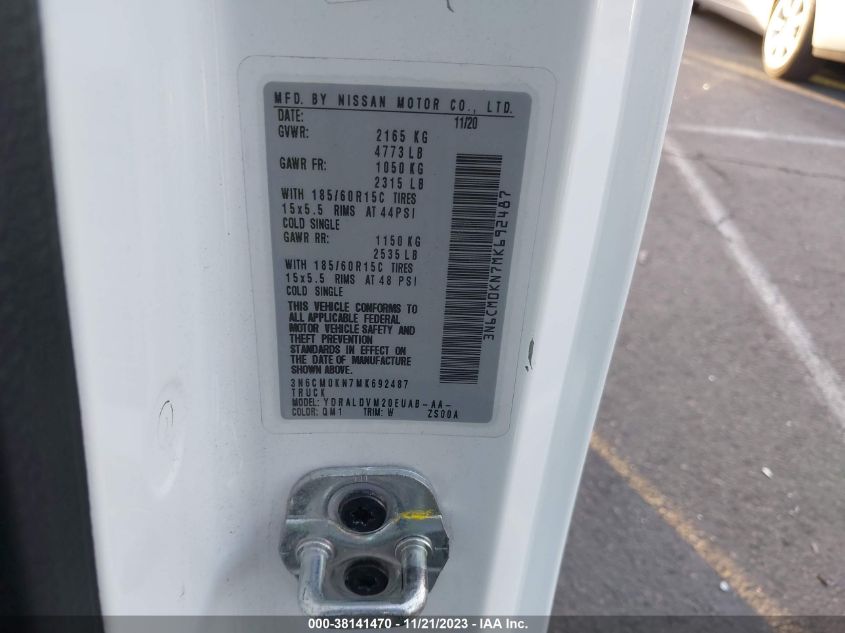 MFD. BY NISSAN MOTOR CO., LTD.
DATE: 11/20
GVWR: 2165 KG
4773 LB
GAWR FR: 1050 KG
2315 LB
WITH 185/60R15C TIRES
15x5.5 RIMS AT 44PSI
COLD SINGLE
GAWR RR: 1150 KG
2535 LB
WITH 185/60R15C TIRES
15x5.5 RIMS AT 48 PSI
COLD SINGLE
THIS VEHICLE CONFORMS TO
ALL APPLICABLE FEDERAL
MOTOR VEHICLE SAFETY AND
THEFT PREVENTION
STANDARDS IN EFFECT ON
THE DATE OF MANUFACTURE
SHOWN ABOVE.
3N6CM0KN7MK692487
TRUCK
MODEL: YDRALDVM20EUAB-AA-
COLOR: QM1 TRIM: W ZS00A
3N6CM0KN7MK692487
000-38141470 - 11/21/2023 - IAA Inc.